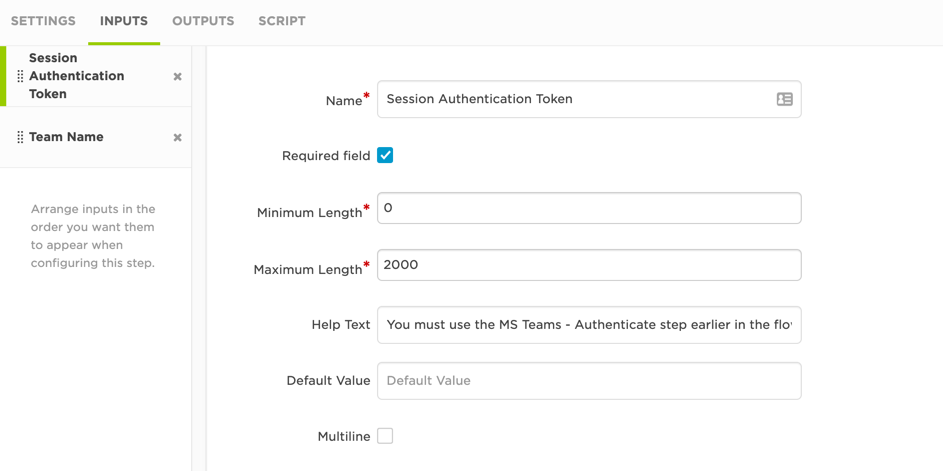 SETTINGS INPUTS OUTPUTS SCRIPT
Session
Authentication
Token
Team Name
Arrange inputs in the
order you want them
to appear when
configuring this step.
Name* Session Authentication Token
Required field
Minimum Length* 0
Maximum Length* 2000
Help Text You must use the MS Teams - Authenticate step earlier in the flo
Default Value Default Value
Multiline